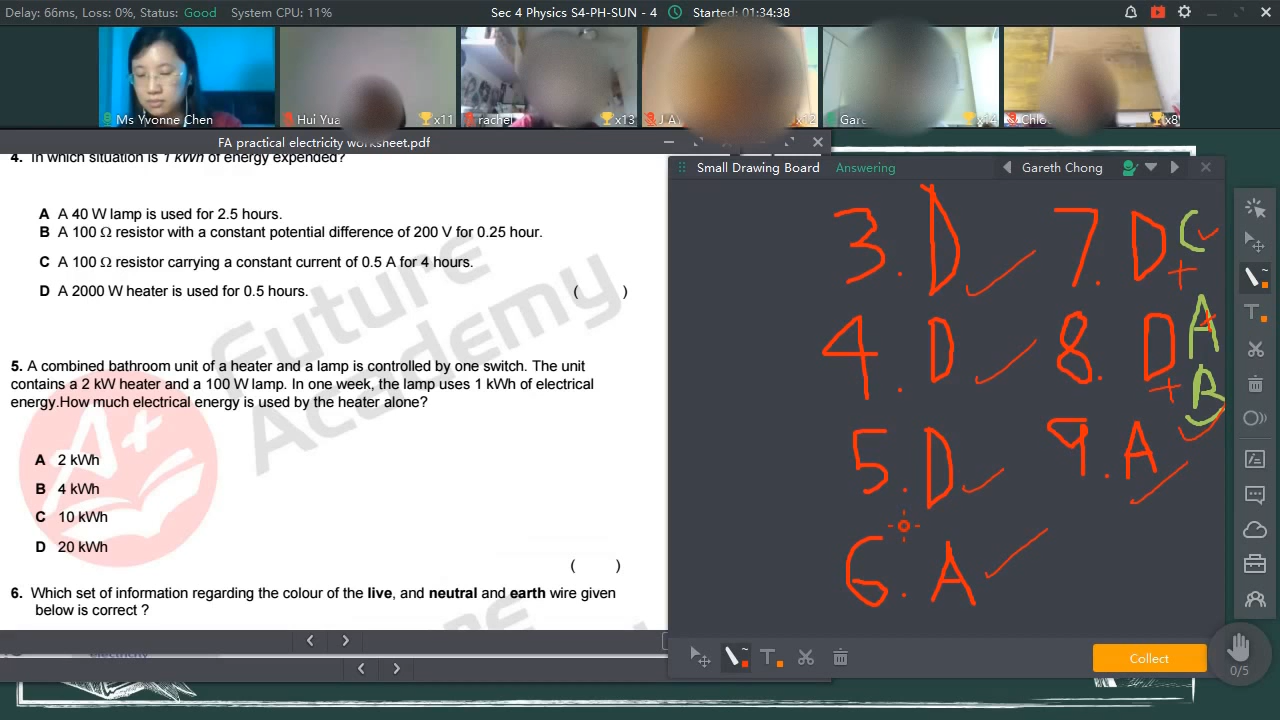 Delay: 66ms, Loss: 0%, Status: Good System CPU: 11% Sec 4 Physics S4-PH-SUN - 4 Started: 01:34:38
Ms Yvonne Chen
Hui Yua x11
rachel x13
J A
Gare x14
Chlo x8
FA practical electricity worksheet.pdf
4. In which situation is 1 kWh of energy expended?
A A 40 W lamp is used for 2.5 hours.
B A 100 Ω resistor with a constant potential difference of 200 V for 0.25 hour.
C A 100 Ω resistor carrying a constant current of 0.5 A for 4 hours.
D A 2000 W heater is used for 0.5 hours. ( )
5. A combined bathroom unit of a heater and a lamp is controlled by one switch. The unit
contains a 2 kW heater and a 100 W lamp. In one week, the lamp uses 1 kWh of electrical
energy.How much electrical energy is used by the heater alone?
A 2 kWh
B 4 kWh
C 10 kWh
D 20 kWh
( )
6. Which set of information regarding the colour of the live, and neutral and earth wire given
below is correct ?
Future
Academy
A+
electricity
Small Drawing Board Answering Gareth Chong
3. D ✓ 7. D C ✓
4. D ✓ 8. D A B ✓
5. D ✓ 9. A ✓
6. A ✓
Collect
0/5